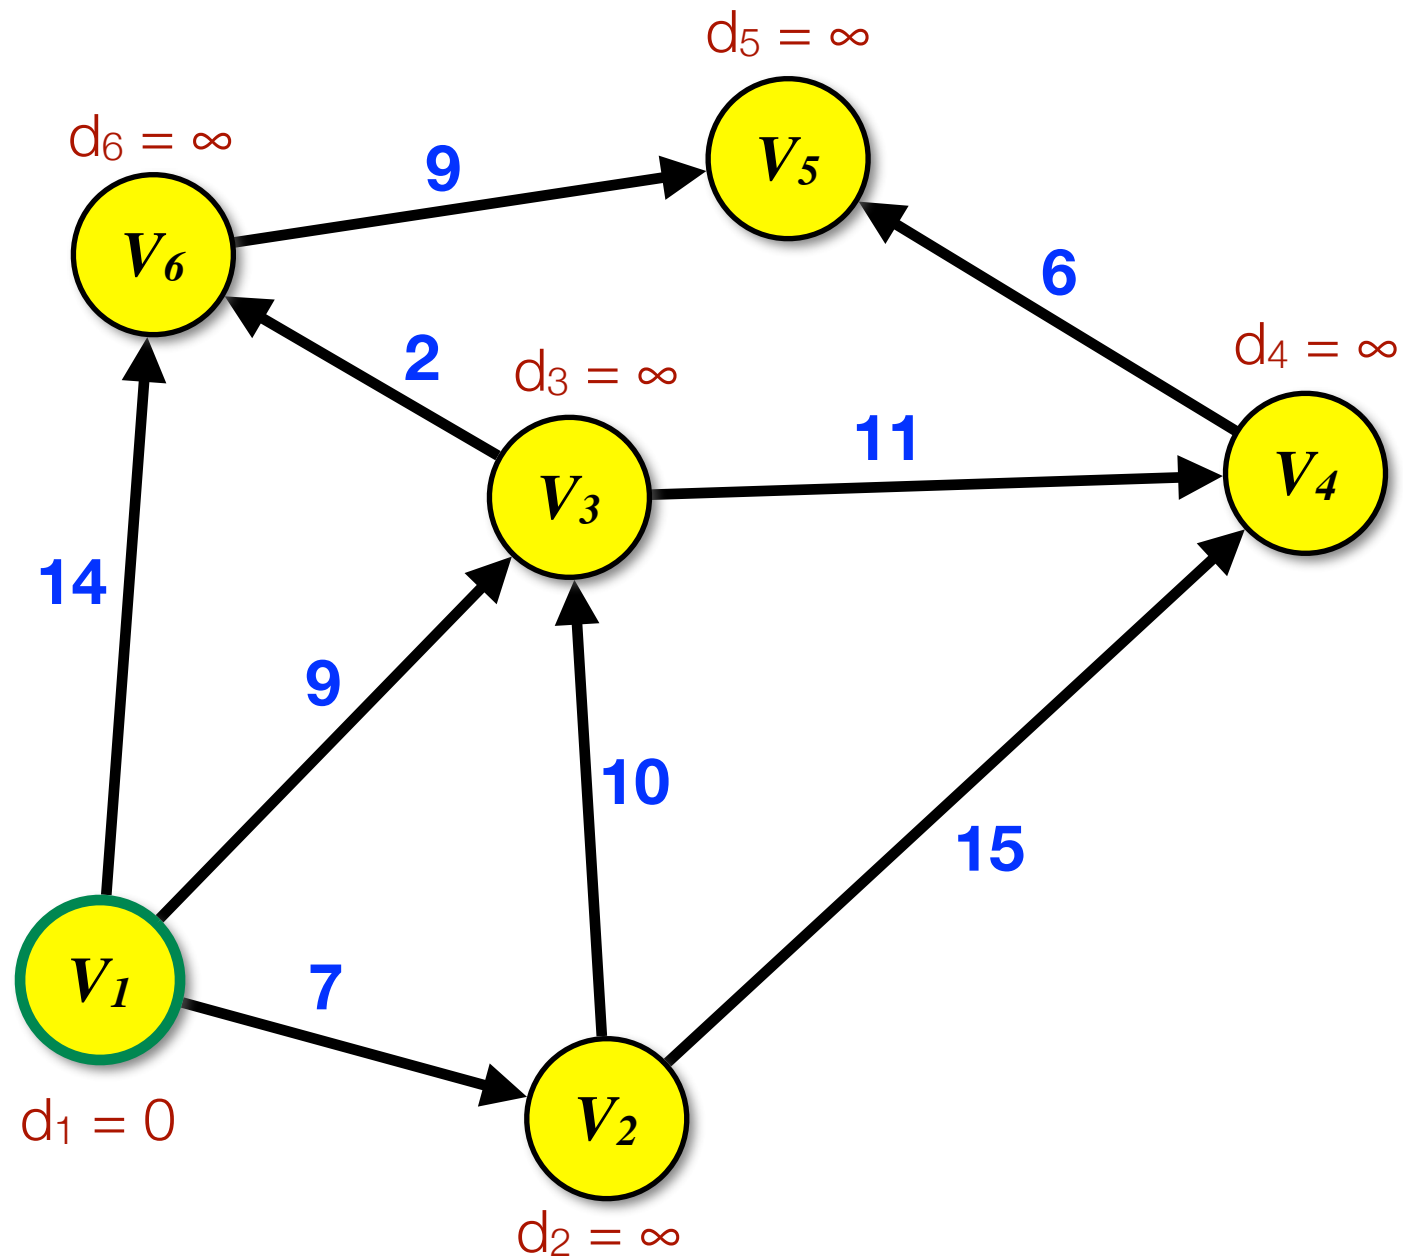 d₅ = ∞
V₅
d₆ = ∞
9
V₆
6
2
d₃ = ∞
d₄ = ∞
11
V₃
V₄
14
9
10
15
V₁
7
d₁ = 0
V₂
d₂ = ∞